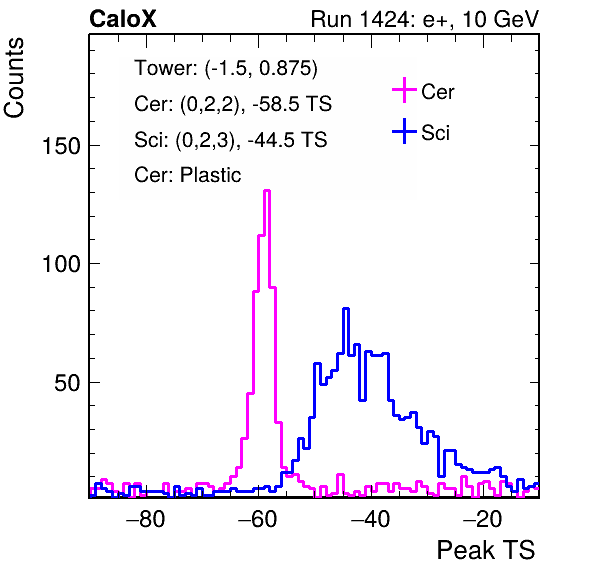 CaloX Run 1424: e+, 10 GeV
Counts
Tower: (-1.5, 0.875)
Cer: (0,2,2), -58.5 TS
Sci: (0,2,3), -44.5 TS
Cer: Plastic
Cer
Sci
150
100
50
−80 −60 −40 −20
Peak TS